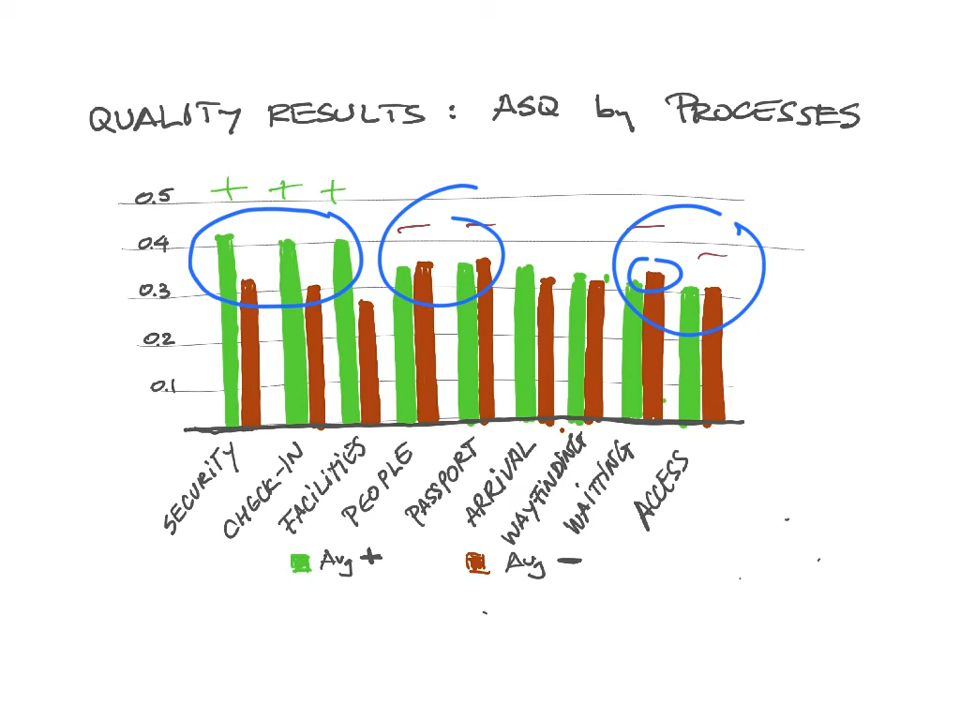 QUALITY RESULTS: ASQ by PROCESSES
+ + +
0.5
0.4
0.3
0.2
0.1
SECURITY
CHECK-IN
FACILITIES
PEOPLE
PASSPORT
ARRIVAL
WAYFINDING
WAITTING
ACCESS
Avg + Avg -